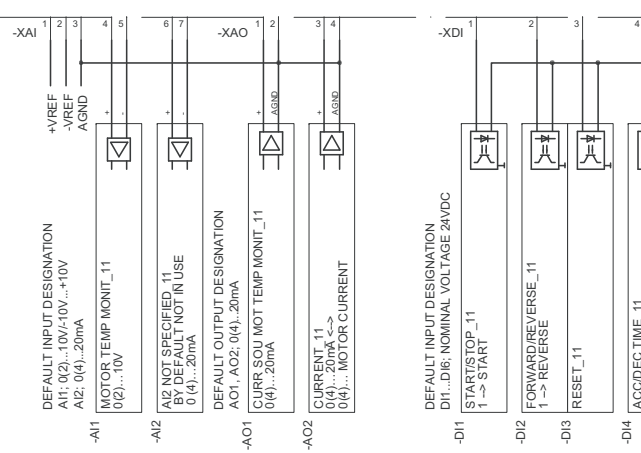 -XAI
1
2
3
4
5
6
7
-XAO
1
2
3
4
-XDI
1
2
3
4
+VREF
-VREF
AGND
+
-
+
-
+
AGND
+
AGND
DEFAULT INPUT DESIGNATION
AI1; 0(2)...10V/-10V...+10V
AI2; 0(4)...20mA
MOTOR TEMP MONIT_11
0(2)...10V
AI2 NOT SPECIFIED_11
BY DEFAULT NOT IN USE
0 (4)...20mA
DEFAULT OUTPUT DESIGNATION
AO1, AO2; 0(4)...20mA
CURR SOU MOT TEMP MONIT_11
0(4)...20mA
CURRENT_11
0(4)...20mA <-->
0(4)... MOTOR CURRENT
DEFAULT INPUT DESIGNATION
DI1...DI6; NOMINAL VOLTAGE 24VDC
START/STOP_11
1 --> START
FORWARD/REVERSE_11
1 --> REVERSE
RESET_11
ACC/DEC TIME_11
-AI1
-AI2
-AO1
-AO2
-DI1
-DI2
-DI3
-DI4